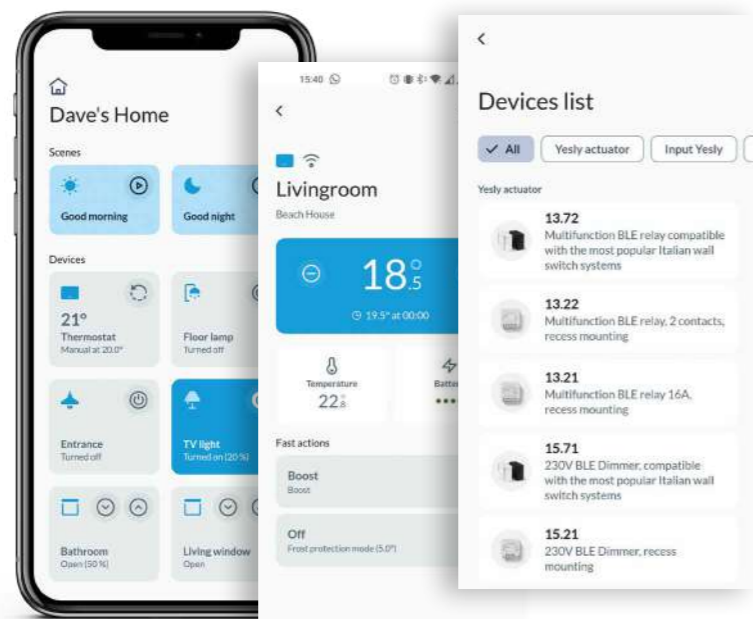 Dave's Home
Scenes
Good morning
Good night
Devices
21°
Thermostat
Manual at 20.0°
Floor lamp
Turned off
Entrance
Turned off
TV light
Turned on (20 %)
Bathroom
Open (50 %)
Living window
Open
15:40
Livingroom
Beach House
18.5°
19.5° at 00:00
Temperature
22.8°
Fast actions
Boost
Boost
Off
Frost protection mode (5.0°)
Devices list
All
Yesly actuator
Input Yesly
Yesly actuator
13.72
Multifunction BLE relay compatible
with the most popular Italian wall
switch systems
13.22
Multifunction BLE relay, 2 contacts,
recess mounting
13.21
Multifunction BLE relay 16A,
recess mounting
15.71
230V BLE Dimmer, compatible
with the most popular Italian wall
switch systems
15.21
230V BLE Dimmer, recess
mounting